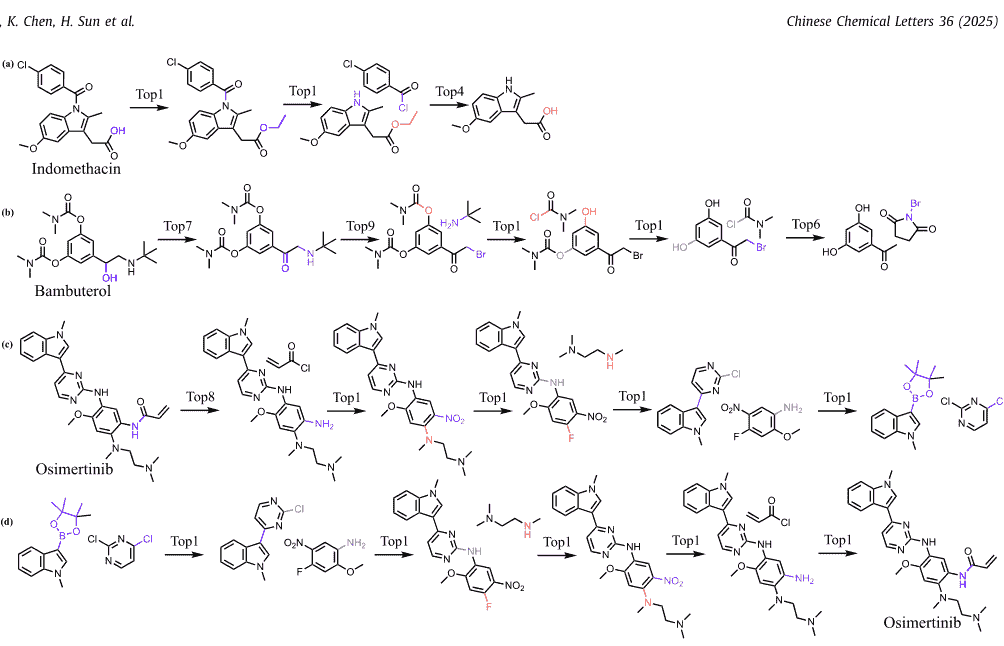 , K. Chen, H. Sun et al.
Chinese Chemical Letters 36 (2025)
(a)
Top1
Top1
Top4
Indomethacin
(b)
Top7
Top9
Top1
Top1
Top6
Bambuterol
(c)
Top8
Top1
Top1
Top1
Top1
Osimertinib
(d)
Top1
Top1
Top1
Top1
Top1
Osimertinib